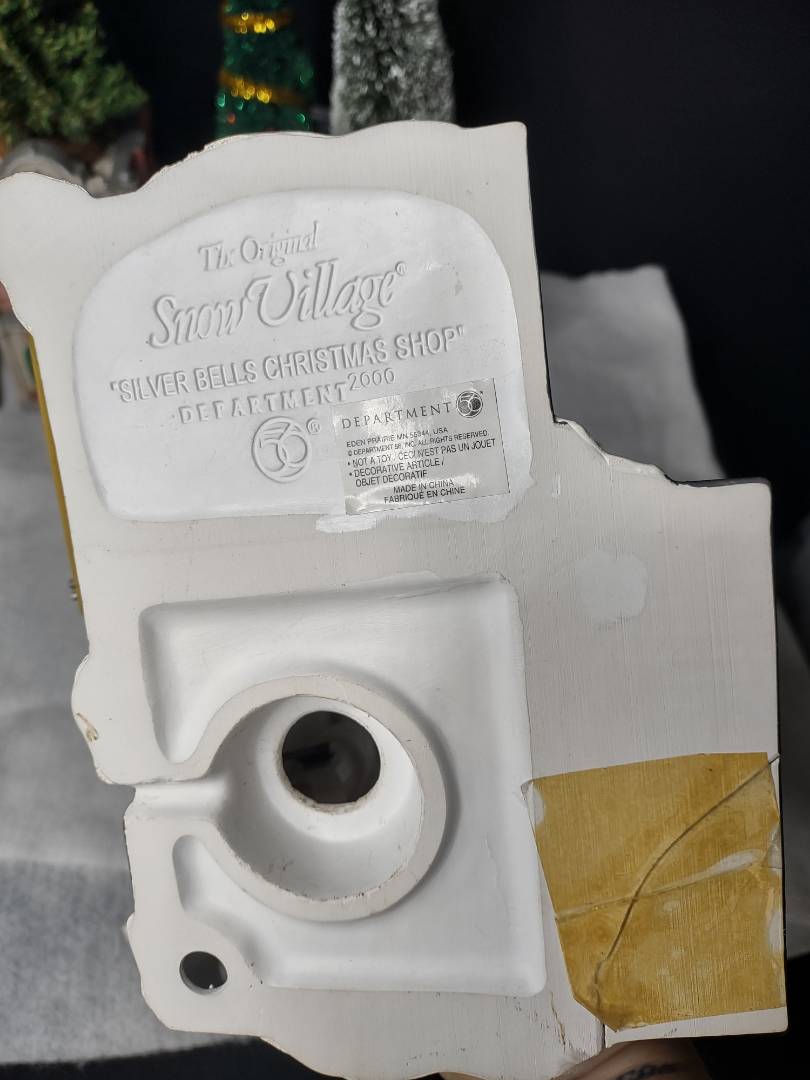 The Original
Snow Village®
"SILVER BELLS CHRISTMAS SHOP"
DEPARTMENT 2000
56®
DEPARTMENT 56
EDEN PRAIRIE MN 55344, USA
© DEPARTMENT 56, INC. ALL RIGHTS RESERVED.
• NOT A TOY / CECI N'EST PAS UN JOUET
• DECORATIVE ARTICLE /
OBJET DECORATIF
MADE IN CHINA
FABRIQUÉ EN CHINE